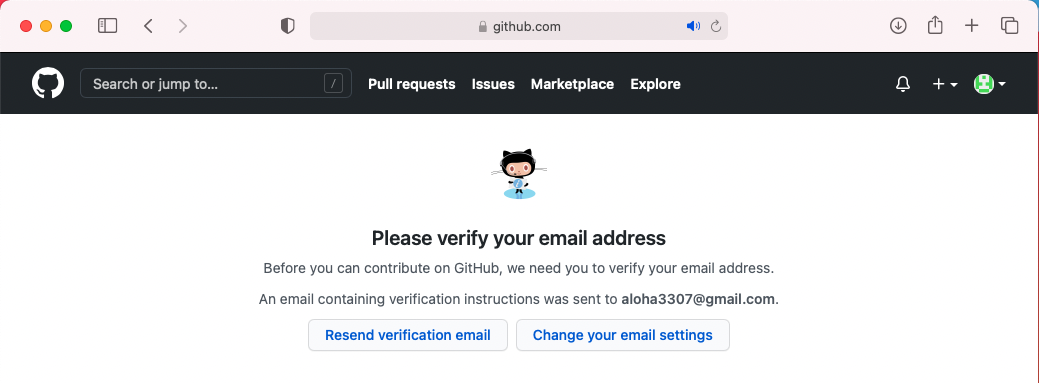 github.com
Search or jump to... /
Pull requests Issues Marketplace Explore
Please verify your email address
Before you can contribute on GitHub, we need you to verify your email address.
An email containing verification instructions was sent to aloha3307@gmail.com.
Resend verification email Change your email settings